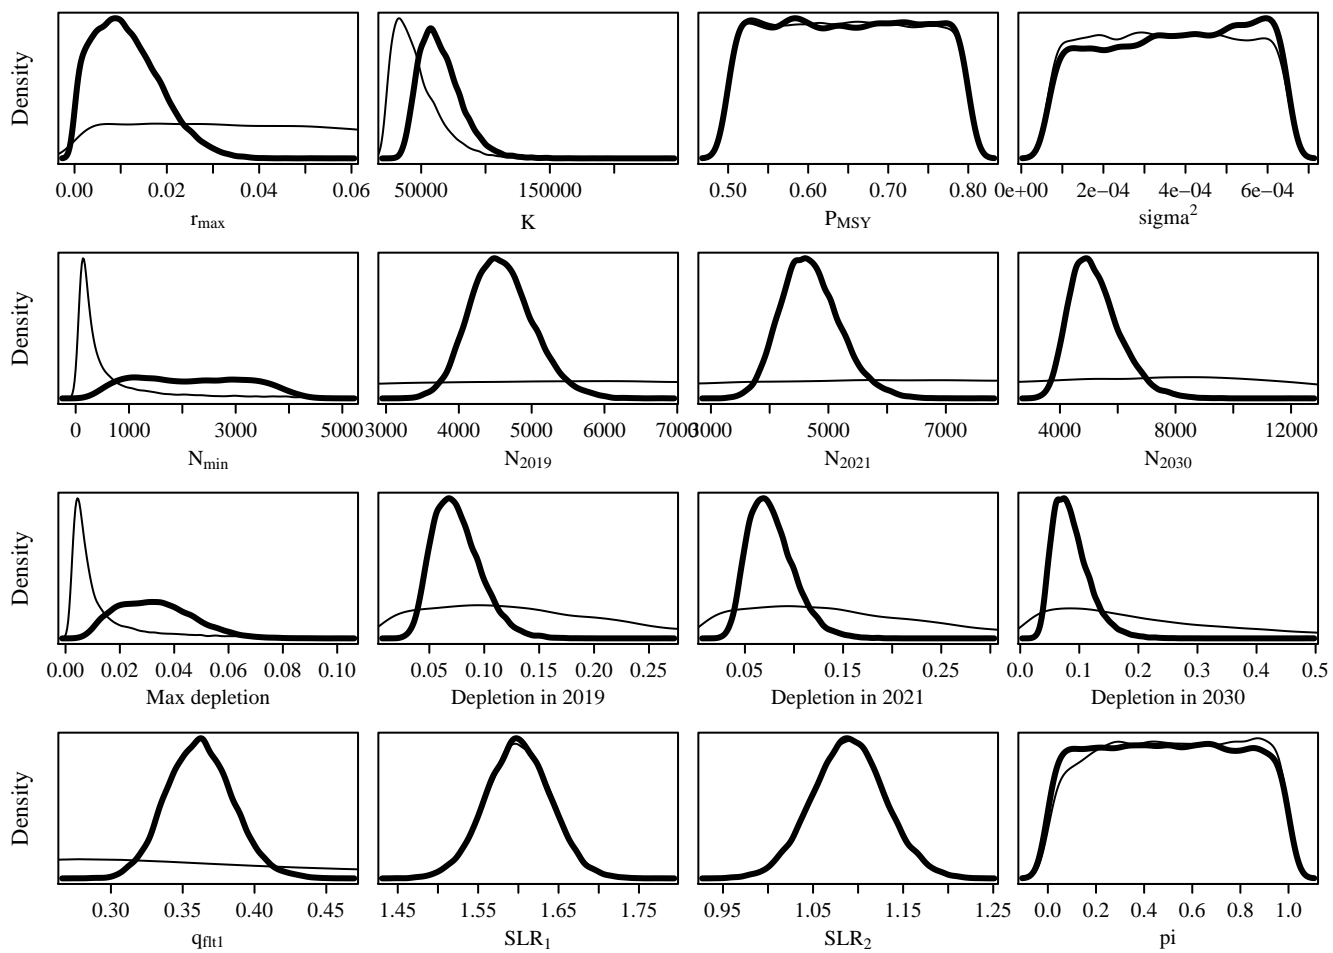 Density
0.00 0.02 0.04 0.06 50000 150000 0.50 0.60 0.70 0.80 0e+00 2e−04 4e−04 6e−04
r_max K P_MSY sigma²
Density
0 1000 3000 5000 3000 4000 5000 6000 7000 3000 5000 7000 4000 8000 12000
N_min N_2019 N_2021 N_2030
Density
0.00 0.02 0.04 0.06 0.08 0.10 0.05 0.10 0.15 0.20 0.25 0.05 0.15 0.25 0.0 0.1 0.2 0.3 0.4 0.5
Max depletion Depletion in 2019 Depletion in 2021 Depletion in 2030
Density
0.30 0.35 0.40 0.45 1.45 1.55 1.65 1.75 0.95 1.05 1.15 1.25 0.0 0.2 0.4 0.6 0.8 1.0
q_flt1 SLR_1 SLR_2 pi